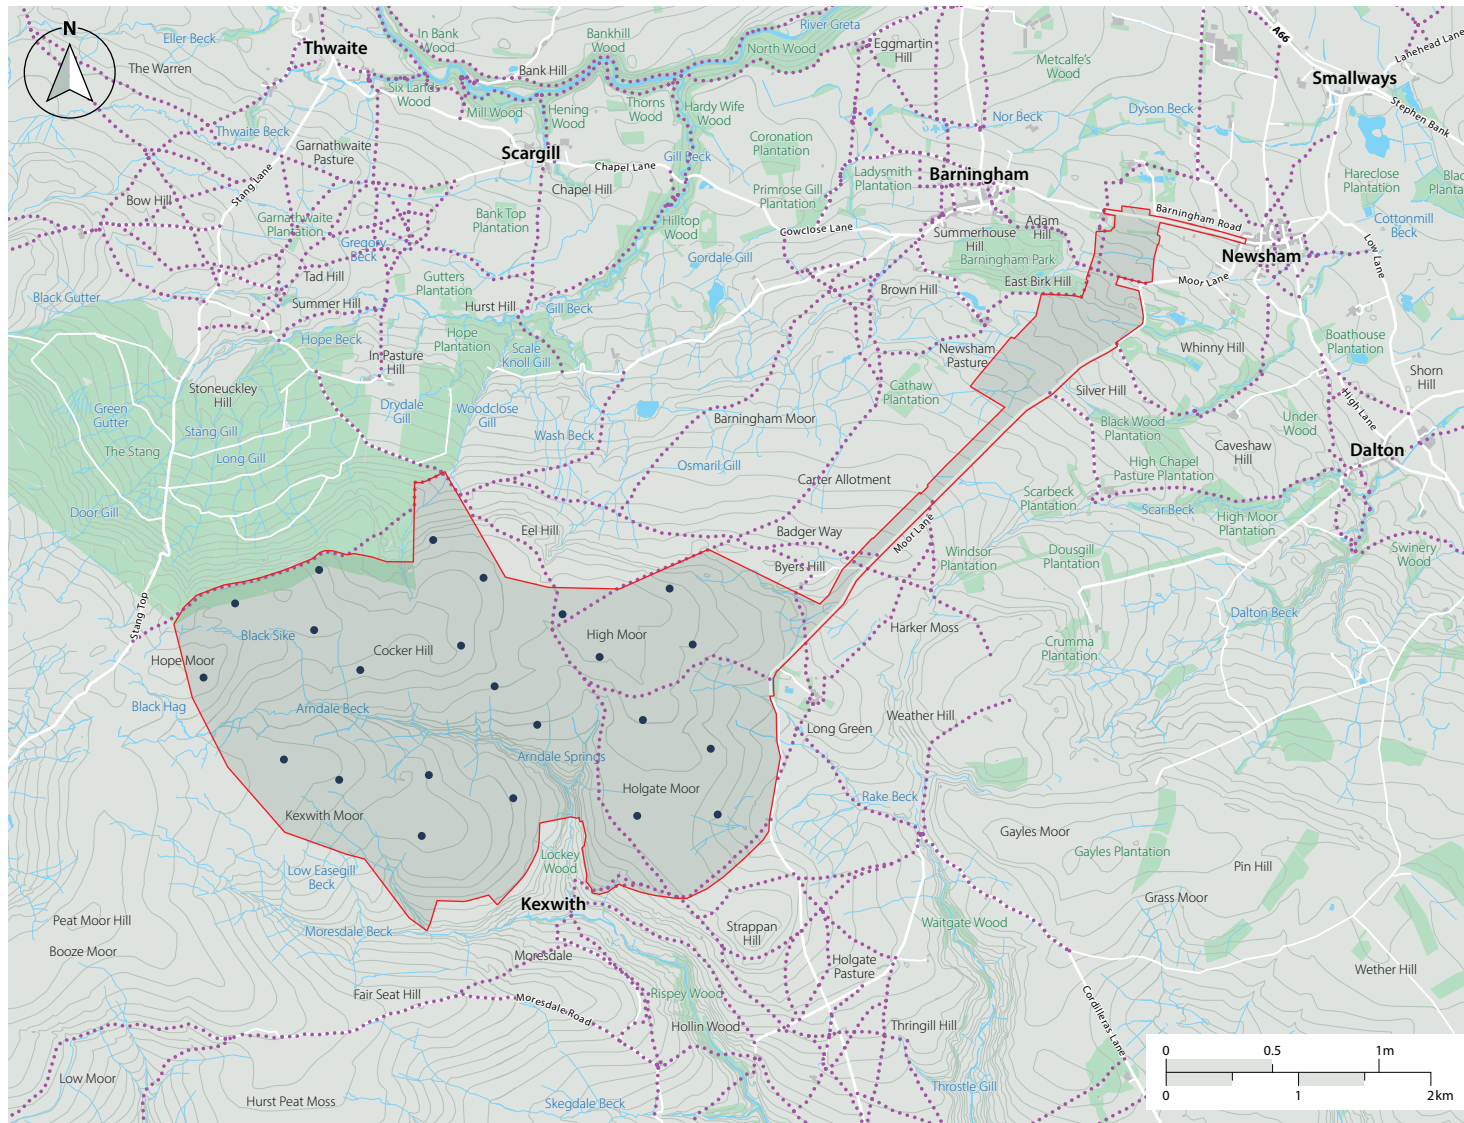 N
Eller Beck
The Warren
Thwaite
In Bank
Wood
Bankhill
Wood
River Greta
North Wood
Eggmartin
Hill
Metcalfe's
Wood
A66
Lanehead Lane
Smallways
Stephen Bank
Bank Hill
Six Lands
Wood
Mill Wood
Hening
Wood
Thorns
Wood
Hardy Wife
Wood
Nor Beck
Dyson Beck
Thwaite Beck
Garnathwaite
Pasture
Scargill
Chapel Lane
Gill Beck
Coronation
Plantation
Ladysmith
Plantation
Barningham
Hareclose
Plantation
Stang Lane
Bow Hill
Chapel Hill
Primrose Gill
Plantation
Garnathwaite
Plantation
Bank Top
Plantation
Hilltop
Wood
Gowclose Lane
Summerhouse
Hill
Adam
Hill
Barningham Road
Cottonmill
Beck
Low Lane
Gregory
Beck
Barningham Park
Newsham
Gordale Gill
Tad Hill
Gutters
Plantation
East Birk Hill
Moor Lane
Brown Hill
Black Gutter
Summer Hill
Hurst Hill
Gill Beck
Hope Beck
Hope
Plantation
Scale
Knoll Gill
In Pasture
Hill
Newsham
Pasture
Whinny Hill
Boathouse
Plantation
Shorn
Hill
Stoneuckley
Hill
Cathaw
Plantation
Silver Hill
High Lane
Green
Gutter
Drydale
Gill
Woodclose
Gill
Barningham Moor
Black Wood
Plantation
Under
Wood
Stang Gill
Wash Beck
Caveshaw
Hill
Dalton
The Stang
Long Gill
Osmaril Gill
High Chapel
Pasture Plantation
Carter Allotment
Scarbeck
Plantation
Scar Beck
Door Gill
High Moor
Plantation
Eel Hill
Badger Way
Moor Lane
Windsor
Plantation
Dousgill
Plantation
Swinery
Wood
Byers Hill
Stang Top
Dalton Beck
Black Sike
High Moor
Harker Moss
Cocker Hill
Crumma
Plantation
Hope Moor
Black Hag
Arndale Beck
Weather Hill
Long Green
Arndale Springs
Holgate Moor
Rake Beck
Kexwith Moor
Gayles Moor
Gayles Plantation
Lockey
Wood
Pin Hill
Low Easegill
Beck
Kexwith
Grass Moor
Peat Moor Hill
Moresdale Beck
Strappan
Hill
Waitgate Wood
Booze Moor
Moresdale
Holgate
Pasture
Wether Hill
Fair Seat Hill
Moresdale Road
Rispey Wood
Hollin Wood
Thringill Hill
Cordilleras Lane
Low Moor
Throstle Gill
Hurst Peat Moss
Skegdale Beck
0 0.5 1m
0 1 2km